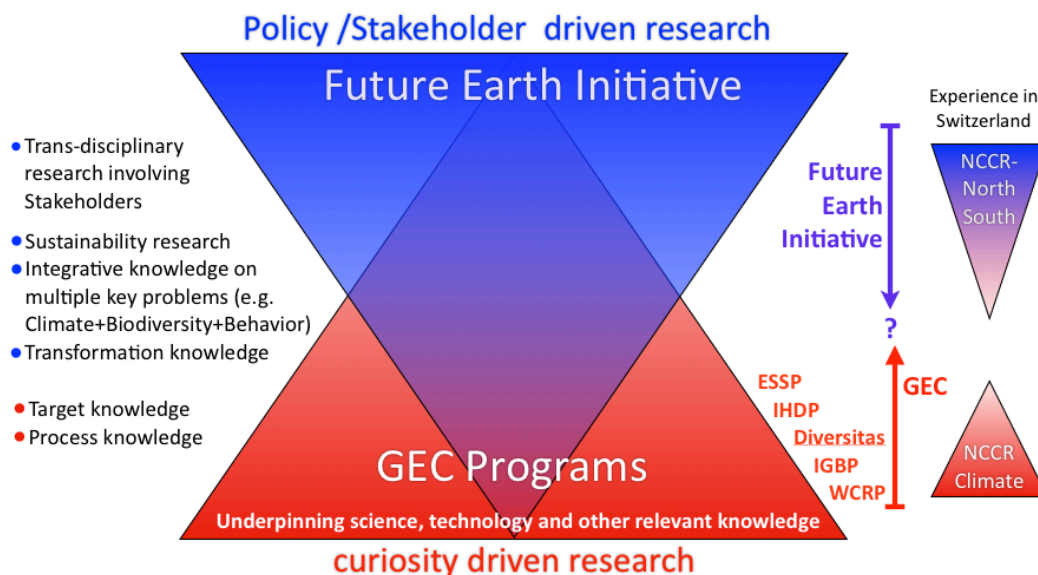 Policy /Stakeholder driven research
Future Earth Initiative
• Trans-disciplinary
research involving
Stakeholders
• Sustainability research
• Integrative knowledge on
multiple key problems (e.g.
Climate+Biodiversity+Behavior)
• Transformation knowledge
• Target knowledge
• Process knowledge
GEC Programs
Underpinning science, technology and other relevant knowledge
curiosity driven research
Future
Earth
Initiative
?
GEC
ESSP
IHDP
Diversitas
IGBP
WCRP
Experience in
Switzerland
NCCR-
North
South
NCCR
Climate